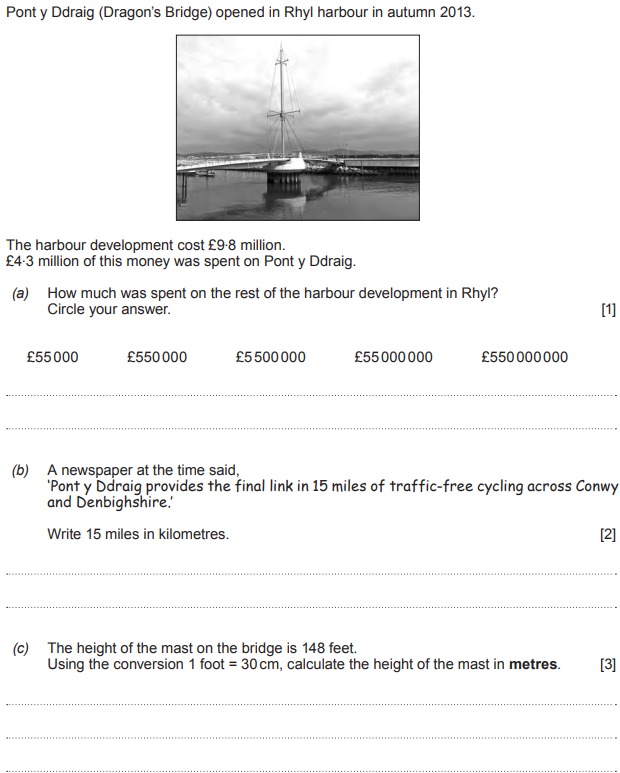 Pont y Ddraig (Dragon's Bridge) opened in Rhyl harbour in autumn 2013.
The harbour development cost £9·8 million.
£4·3 million of this money was spent on Pont y Ddraig.
(a) How much was spent on the rest of the harbour development in Rhyl?
Circle your answer. [1]
£55 000 £550 000 £5 500 000 £55 000 000 £550 000 000
(b) A newspaper at the time said,
'Pont y Ddraig provides the final link in 15 miles of traffic-free cycling across Conwy
and Denbighshire.'
Write 15 miles in kilometres. [2]
(c) The height of the mast on the bridge is 148 feet.
Using the conversion 1 foot = 30 cm, calculate the height of the mast in metres. [3]